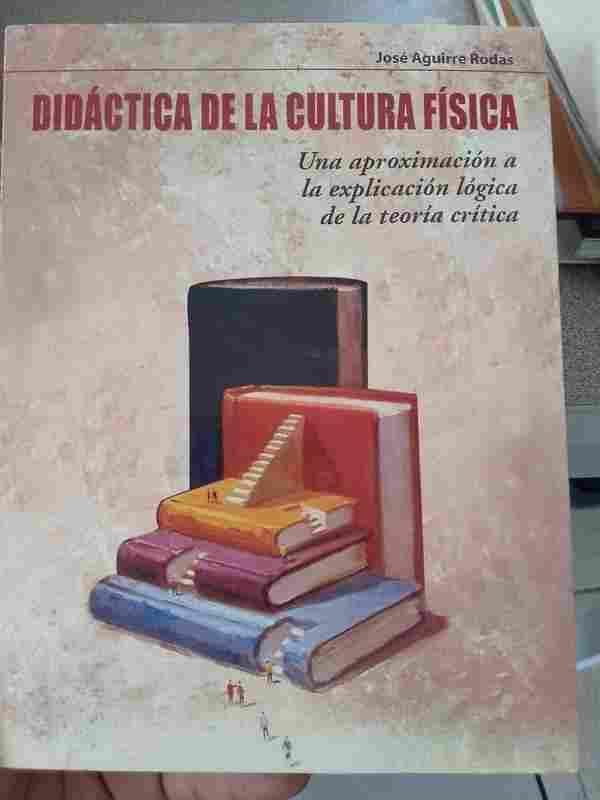 José Aguirre Rodas
DIDÁCTICA DE LA CULTURA FÍSICA
Una aproximación a
la explicación lógica
de la teoría crítica